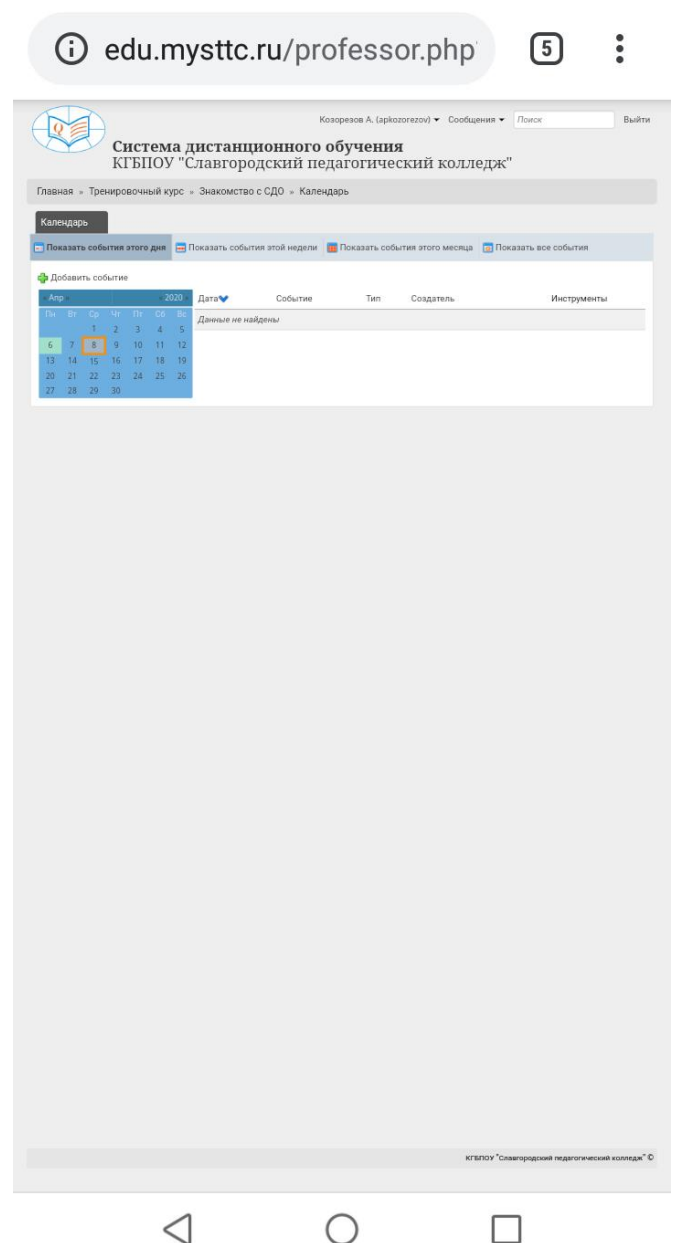 edu.mysttc.ru/professor.php
5
Козорезов А. (apkozorezov) Сообщения Поиск Выйти
Q
Система дистанционного обучения
КГБПОУ "Славгородский педагогический колледж"
Главная » Тренировочный курс » Знакомство с СДО » Календарь
Календарь
Показать события этого дня Показать события этой недели Показать события этого месяца Показать все события
Добавить событие
« Апр » « 2020 » Дата Событие Тип Создатель Инструменты
Пн Вт Ср Чт Пт Сб Вс
Данные не найдены
1 2 3 4 5
6 7 8 9 10 11 12
13 14 15 16 17 18 19
20 21 22 23 24 25 26
27 28 29 30
КГБПОУ "Славгородский педагогический колледж" ©